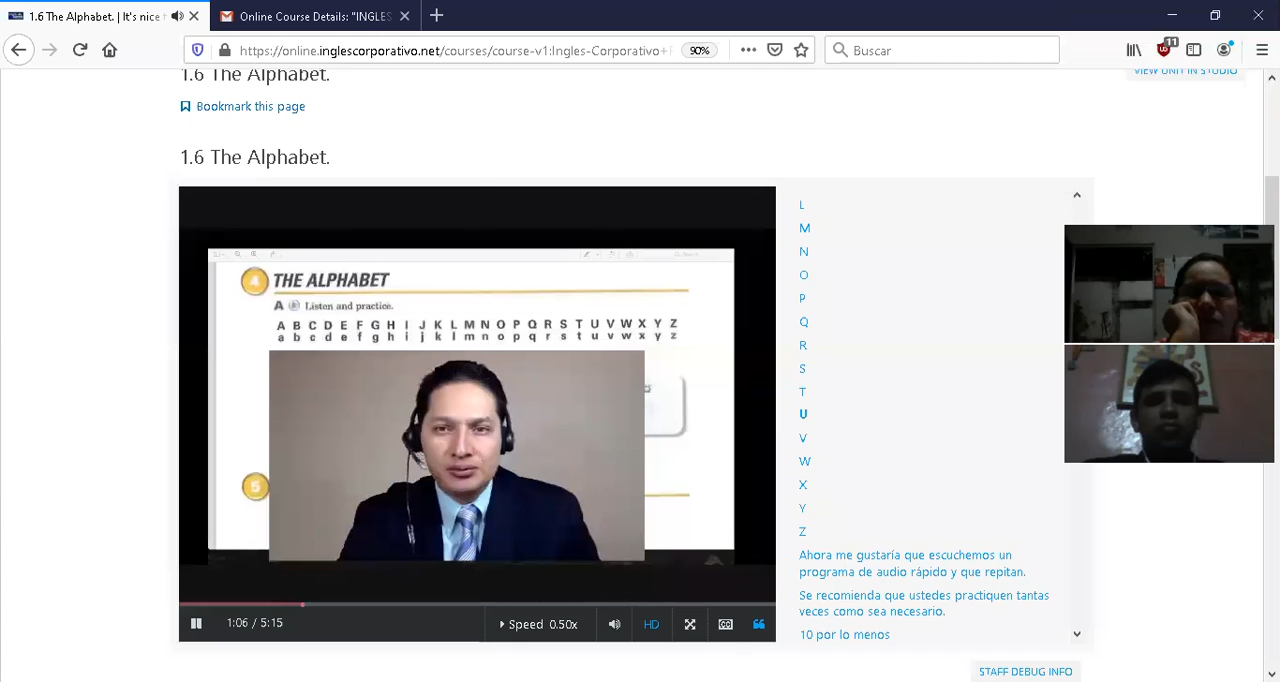 1.6 The Alphabet. | It's nice
Online Course Details: "INGLES
https://online.inglescorporativo.net/courses/course-v1:Ingles-Corporativo+
90%
Buscar
11
1.6 The Alphabet.
VIEW UNIT IN STUDIO
Bookmark this page
1.6 The Alphabet.
4 THE ALPHABET
A Listen and practice.
A B C D E F G H I J K L M N O P Q R S T U V W X Y Z
a b c d e f g h i j k l m n o p q r s t u v w x y z
5
1:06 / 5:15
Speed 0.50x
HD
L
M
N
O
P
Q
R
S
T
U
V
W
X
Y
Z
Ahora me gustaría que escuchemos un
programa de audio rápido y que repitan.
Se recomienda que ustedes practiquen tantas
veces como sea necesario.
10 por lo menos
STAFF DEBUG INFO